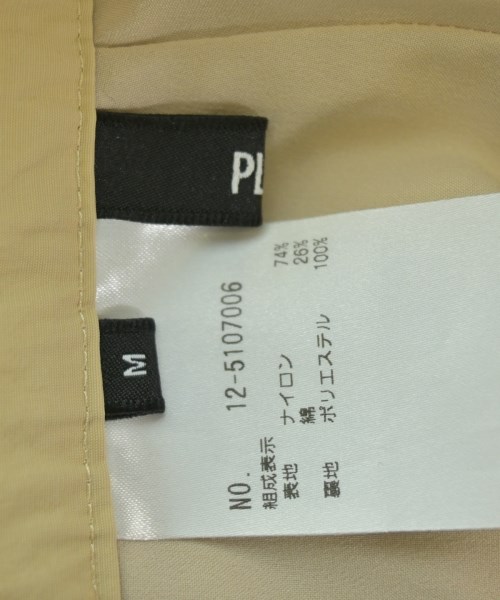 PL
M
NO. 12-5107006
組成表示
表地 ナイロン 74%
綿 26%
裏地 ポリエステル 100%